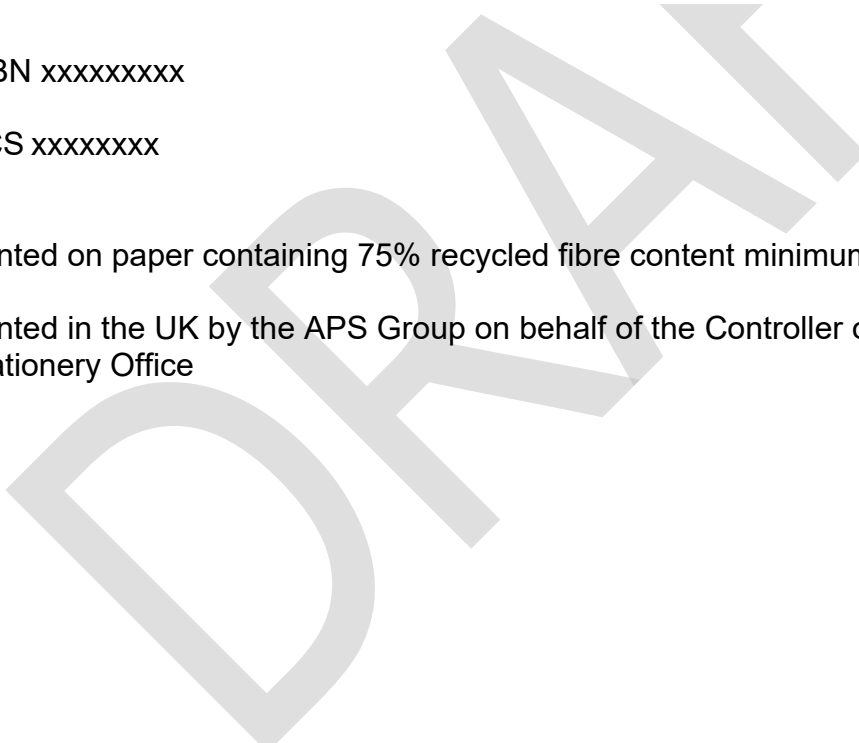 BN xxxxxxxxx
CS xxxxxxxx
nted on paper containing 75% recycled fibre content minimum
nted in the UK by the APS Group on behalf of the Controller o
ationery Office
DRAF